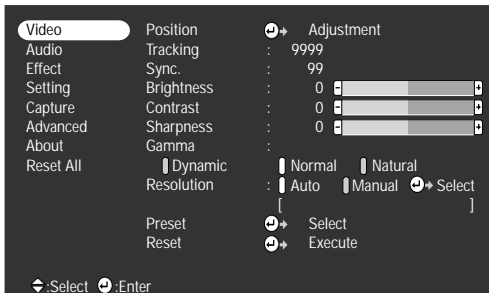 Video Position Adjustment
Audio Tracking : 9999
Effect Sync. : 99
Setting Brightness : 0 - +
Capture Contrast : 0 - +
Advanced Sharpness : 0 - +
About Gamma :
Reset All Dynamic Normal Natural
Resolution : Auto Manual Select
[ ]
Preset Select
Reset Execute
:Select :Enter